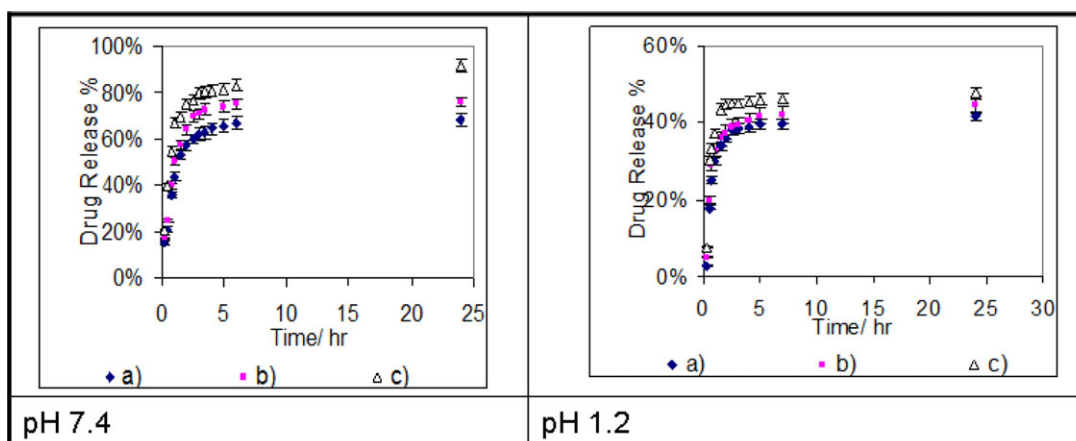 100%
80%
60%
40%
20%
0%
Drug Release %
0 5 10 15 20 25
Time/ hr
a) b) c)
60%
40%
20%
0%
Drug Release %
0 5 10 15 20 25 30
Time/ hr
a) b) c)
pH 7.4
pH 1.2